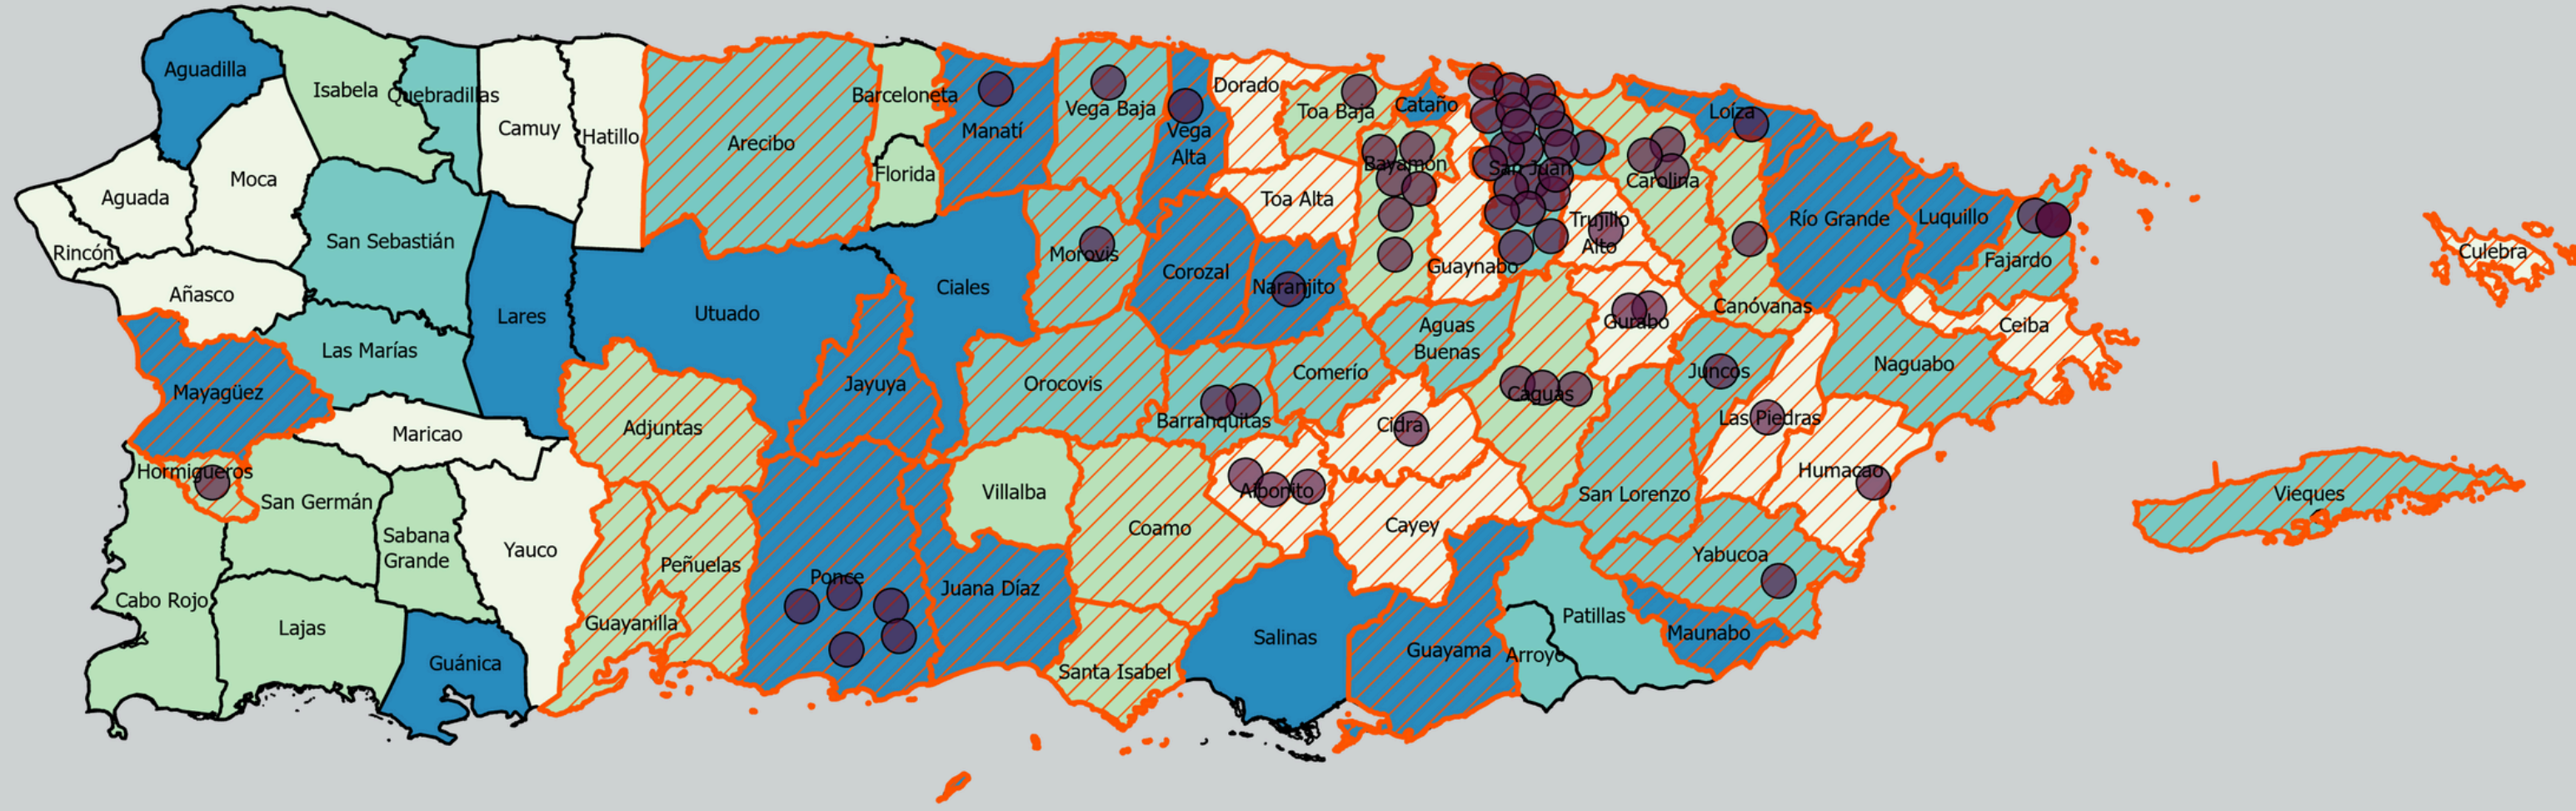 Aguadilla
Isabela
Quebradillas
Camuy
Hatillo
Arecibo
Barceloneta
Florida
Manatí
Vega Baja
Vega
Alta
Dorado
Toa Baja
Cataño
Toa Alta
Bayamon
San Juan
Guaynabo
Trujillo
Alto
Carolina
Loíza
Canóvanas
Río Grande
Luquillo
Fajardo
Ceiba
Culebra
Aguada
Moca
Rincón
Añasco
San Sebastián
Lares
Utuado
Ciales
Morovis
Corozal
Naranjito
Aguas
Buenas
Gurabo
Juncos
Naguabo
Las Marías
Mayagüez
Maricao
Adjuntas
Jayuya
Orocovis
Barranquitas
Comerío
Cidra
Caguas
Las Piedras
Humacao
San Lorenzo
Vieques
Hormigueros
San Germán
Sabana
Grande
Yauco
Cabo Rojo
Lajas
Guánica
Guayanilla
Peñuelas
Ponce
Juana Díaz
Villalba
Coamo
Aibonito
Cayey
Santa Isabel
Salinas
Guayama
Arroyo
Patillas
Yabucoa
Maunabo